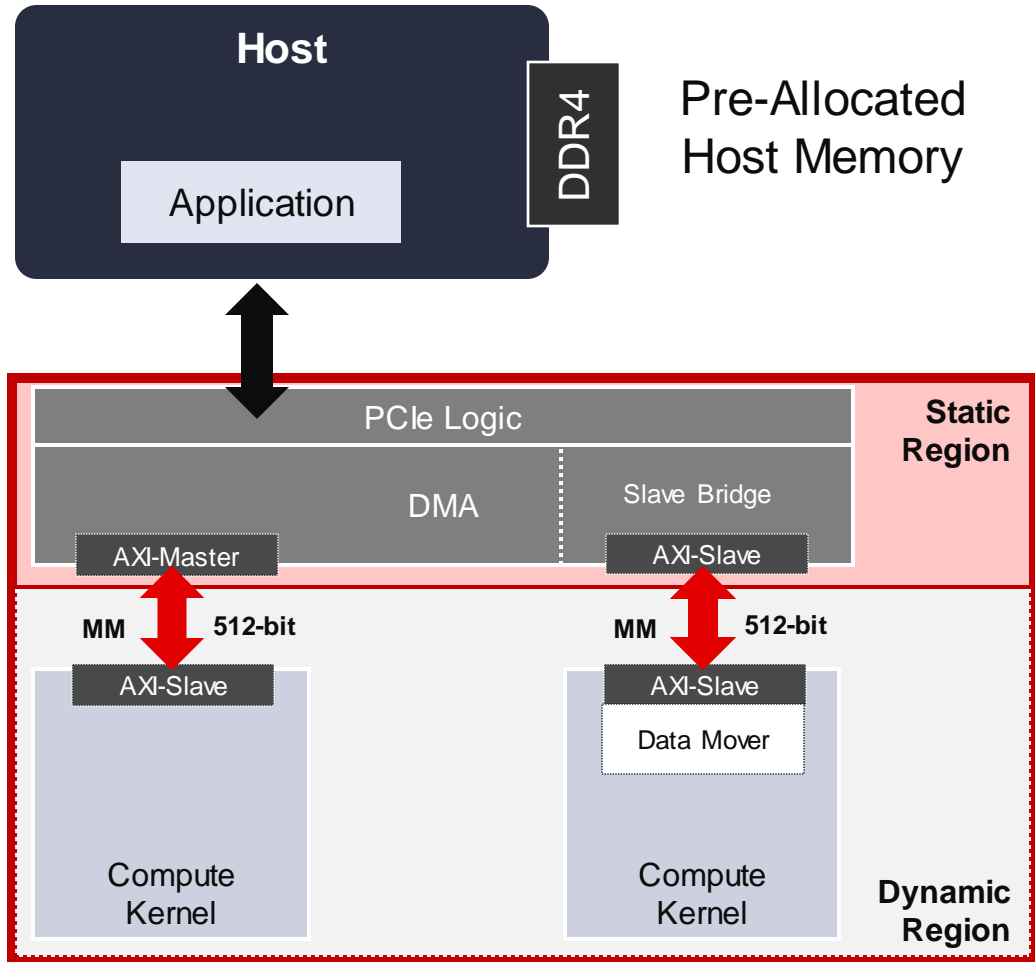 Host
Application
DDR4
Pre-Allocated
Host Memory
PCIe Logic
Static
Region
DMA
Slave Bridge
AXI-Master
AXI-Slave
MM
512-bit
MM
512-bit
AXI-Slave
AXI-Slave
Data Mover
Compute
Kernel
Compute
Kernel
Dynamic
Region